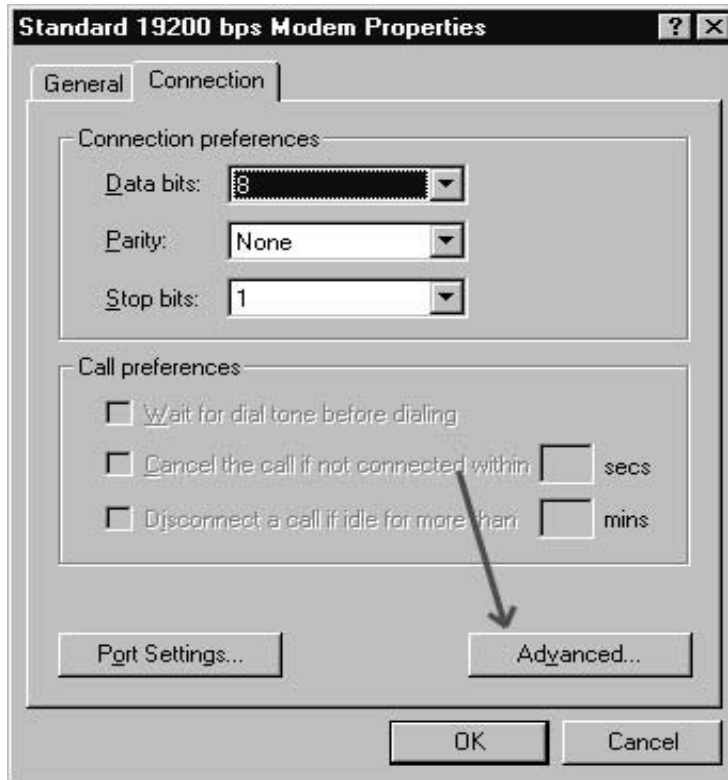 Standard 19200 bps Modem Properties ? X
General Connection
Connection preferences
Data bits: 8
Parity: None
Stop bits: 1
Call preferences
Wait for dial tone before dialing
Cancel the call if not connected within secs
Disconnect a call if idle for more than mins
Port Settings... Advanced...
OK Cancel